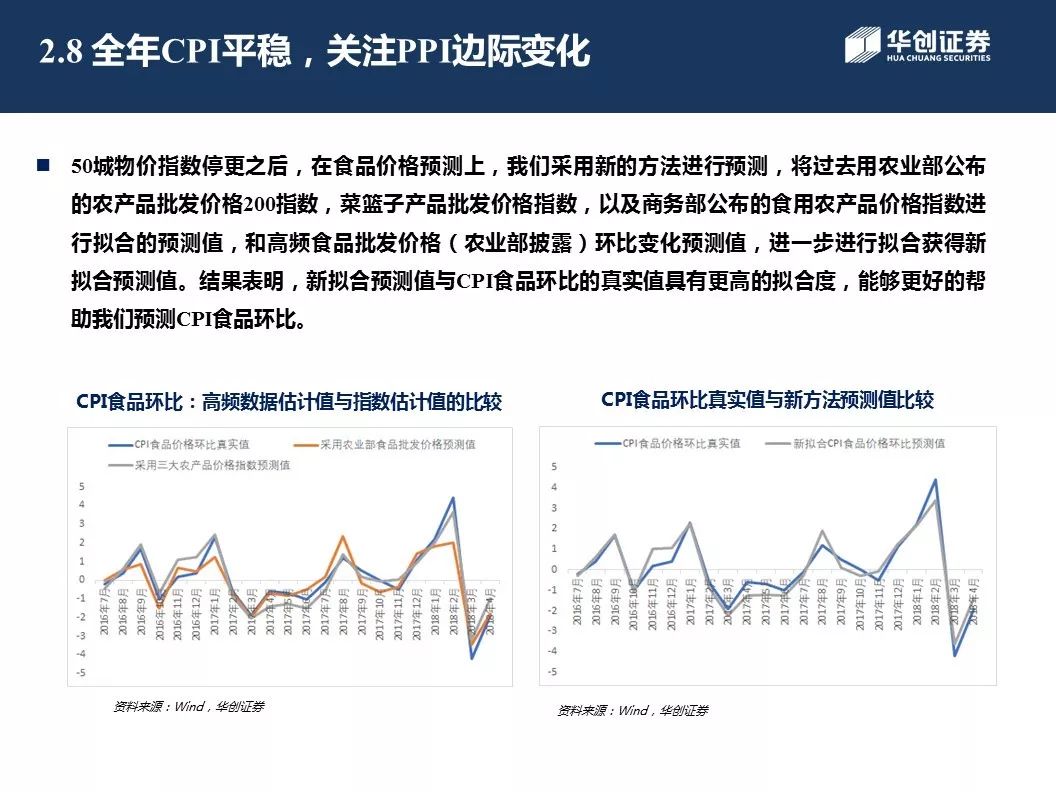 2.8 全年CPI平稳，关注PPI边际变化
华创证券
HUA CHUANG SECURITIES
50城物价指数停更之后，在食品价格预测上，我们采用新的方法进行预测，将过去用农业部公布
的农产品批发价格200指数，菜篮子产品批发价格指数，以及商务部公布的食用农产品价格指数进
行拟合的预测值，和高频食品批发价格（农业部披露）环比变化预测值，进一步进行拟合获得新
拟合预测值。结果表明，新拟合预测值与CPI食品环比的真实值具有更高的拟合度，能够更好的帮
助我们预测CPI食品环比。
CPI食品环比：高频数据估计值与指数估计值的比较
CPI食品价格环比真实值
采用农业部食品批发价格预测值
采用三大农产品价格指数预测值
5
4
3
2
1
0
-1
-2
-3
-4
-5
2016年7月
2016年8月
2016年9月
2016年10月
2016年11月
2016年12月
2017年1月
2017年2月
2017年3月
2017年4月
2017年5月
2017年6月
2017年7月
2017年8月
2017年9月
2017年10月
2017年11月
2017年12月
2018年1月
2018年2月
2018年3月
2018年4月
资料来源：Wind，华创证券
CPI食品环比真实值与新方法预测值比较
CPI食品价格环比真实值
新拟合CPI食品价格环比预测值
5
4
3
2
1
0
-1
-2
-3
-4
-5
2016年7月
2016年8月
2016年9月
2016年10月
2016年11月
2016年12月
2017年1月
2017年2月
2017年3月
2017年4月
2017年5月
2017年6月
2017年7月
2017年8月
2017年9月
2017年10月
2017年11月
2017年12月
2018年1月
2018年2月
2018年3月
2018年4月
资料来源：Wind，华创证券